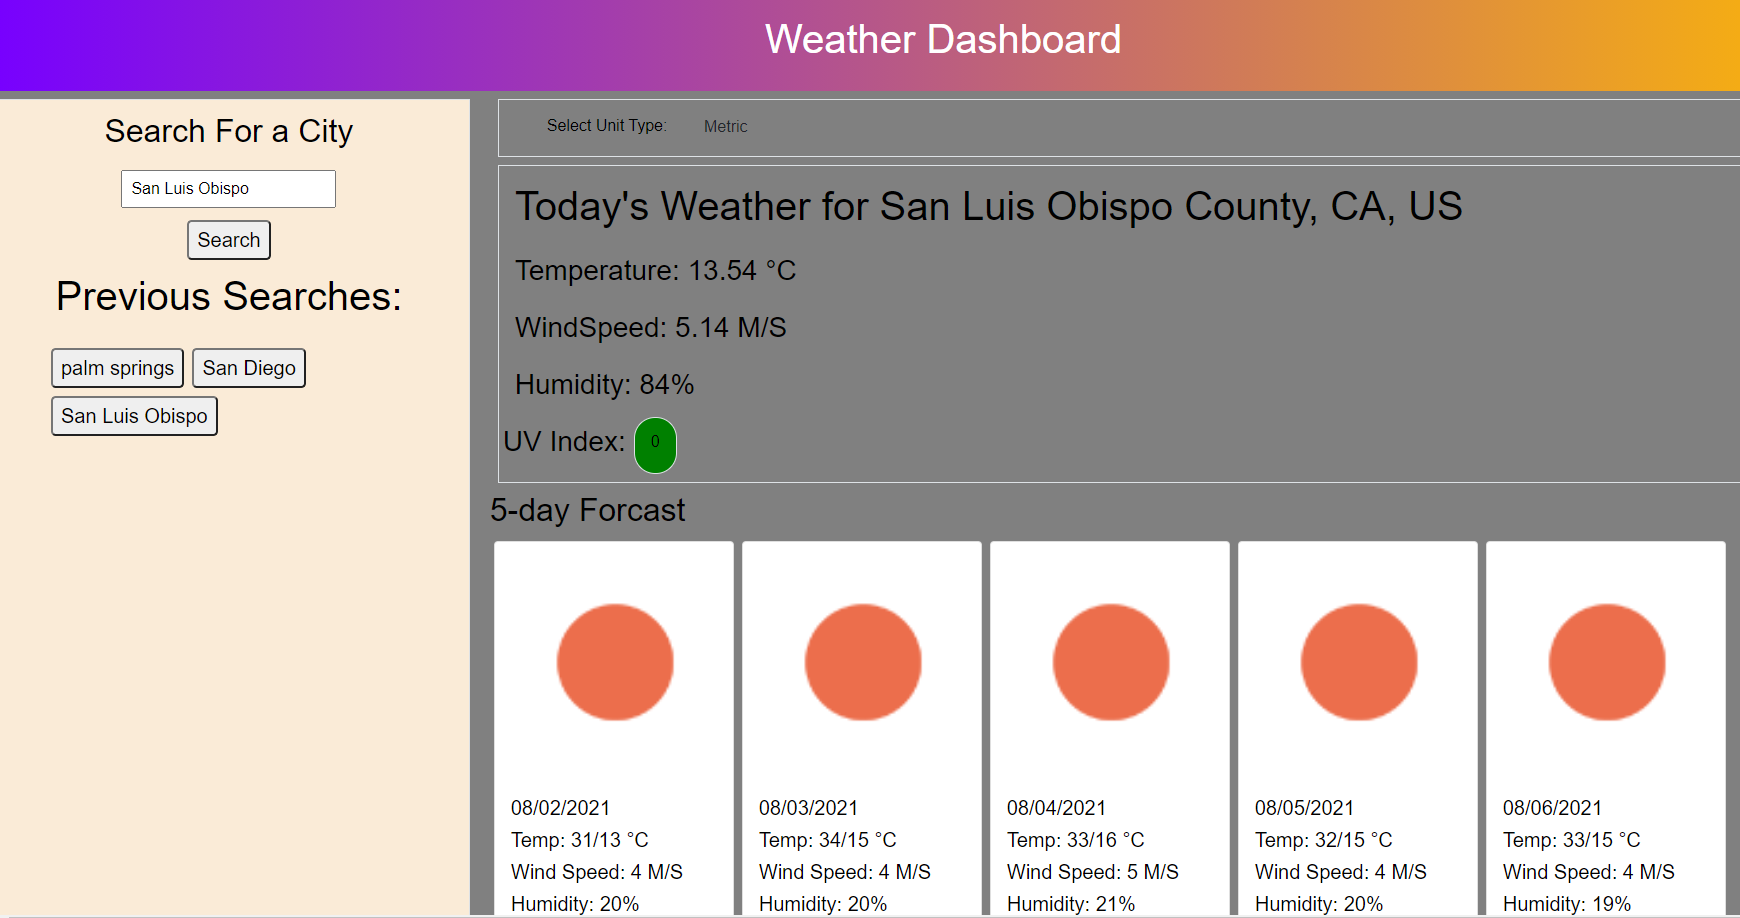 Weather Dashboard
Search For a City
San Luis Obispo
Search
Previous Searches:
palm springs
San Diego
San Luis Obispo
Select Unit Type: Metric
Today's Weather for San Luis Obispo County, CA, US
Temperature: 13.54 °C
WindSpeed: 5.14 M/S
Humidity: 84%
UV Index: 0
5-day Forcast
08/02/2021
Temp: 31/13 °C
Wind Speed: 4 M/S
Humidity: 20%
08/03/2021
Temp: 34/15 °C
Wind Speed: 4 M/S
Humidity: 20%
08/04/2021
Temp: 33/16 °C
Wind Speed: 5 M/S
Humidity: 21%
08/05/2021
Temp: 32/15 °C
Wind Speed: 4 M/S
Humidity: 20%
08/06/2021
Temp: 33/15 °C
Wind Speed: 4 M/S
Humidity: 19%